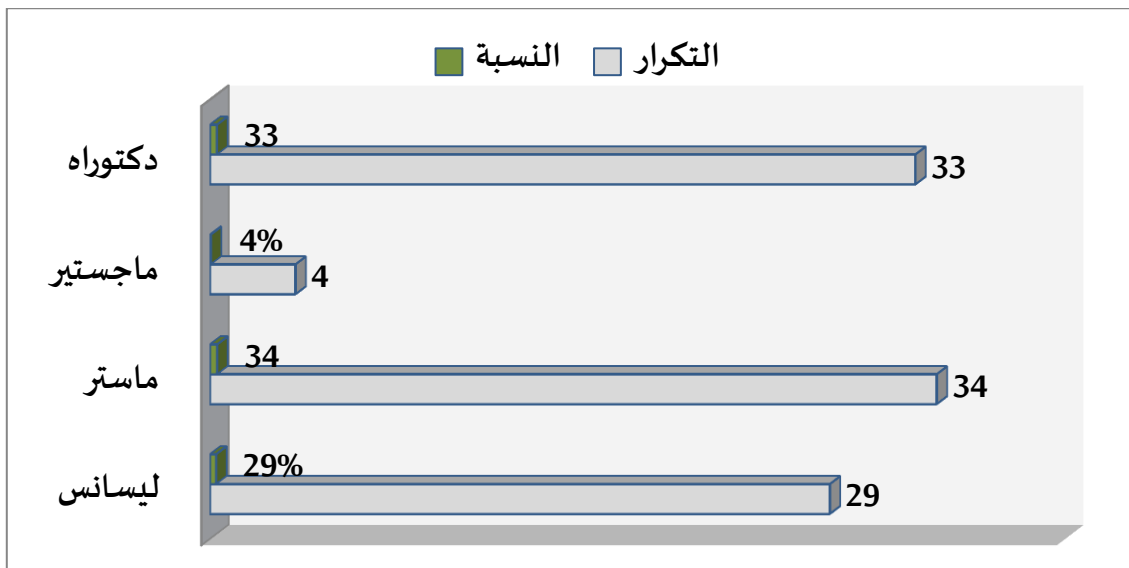 التكرار النسبة
دكتوراه 33 33
ماجستير 4% 4
ماستر 34 34
ليسانس 29% 29